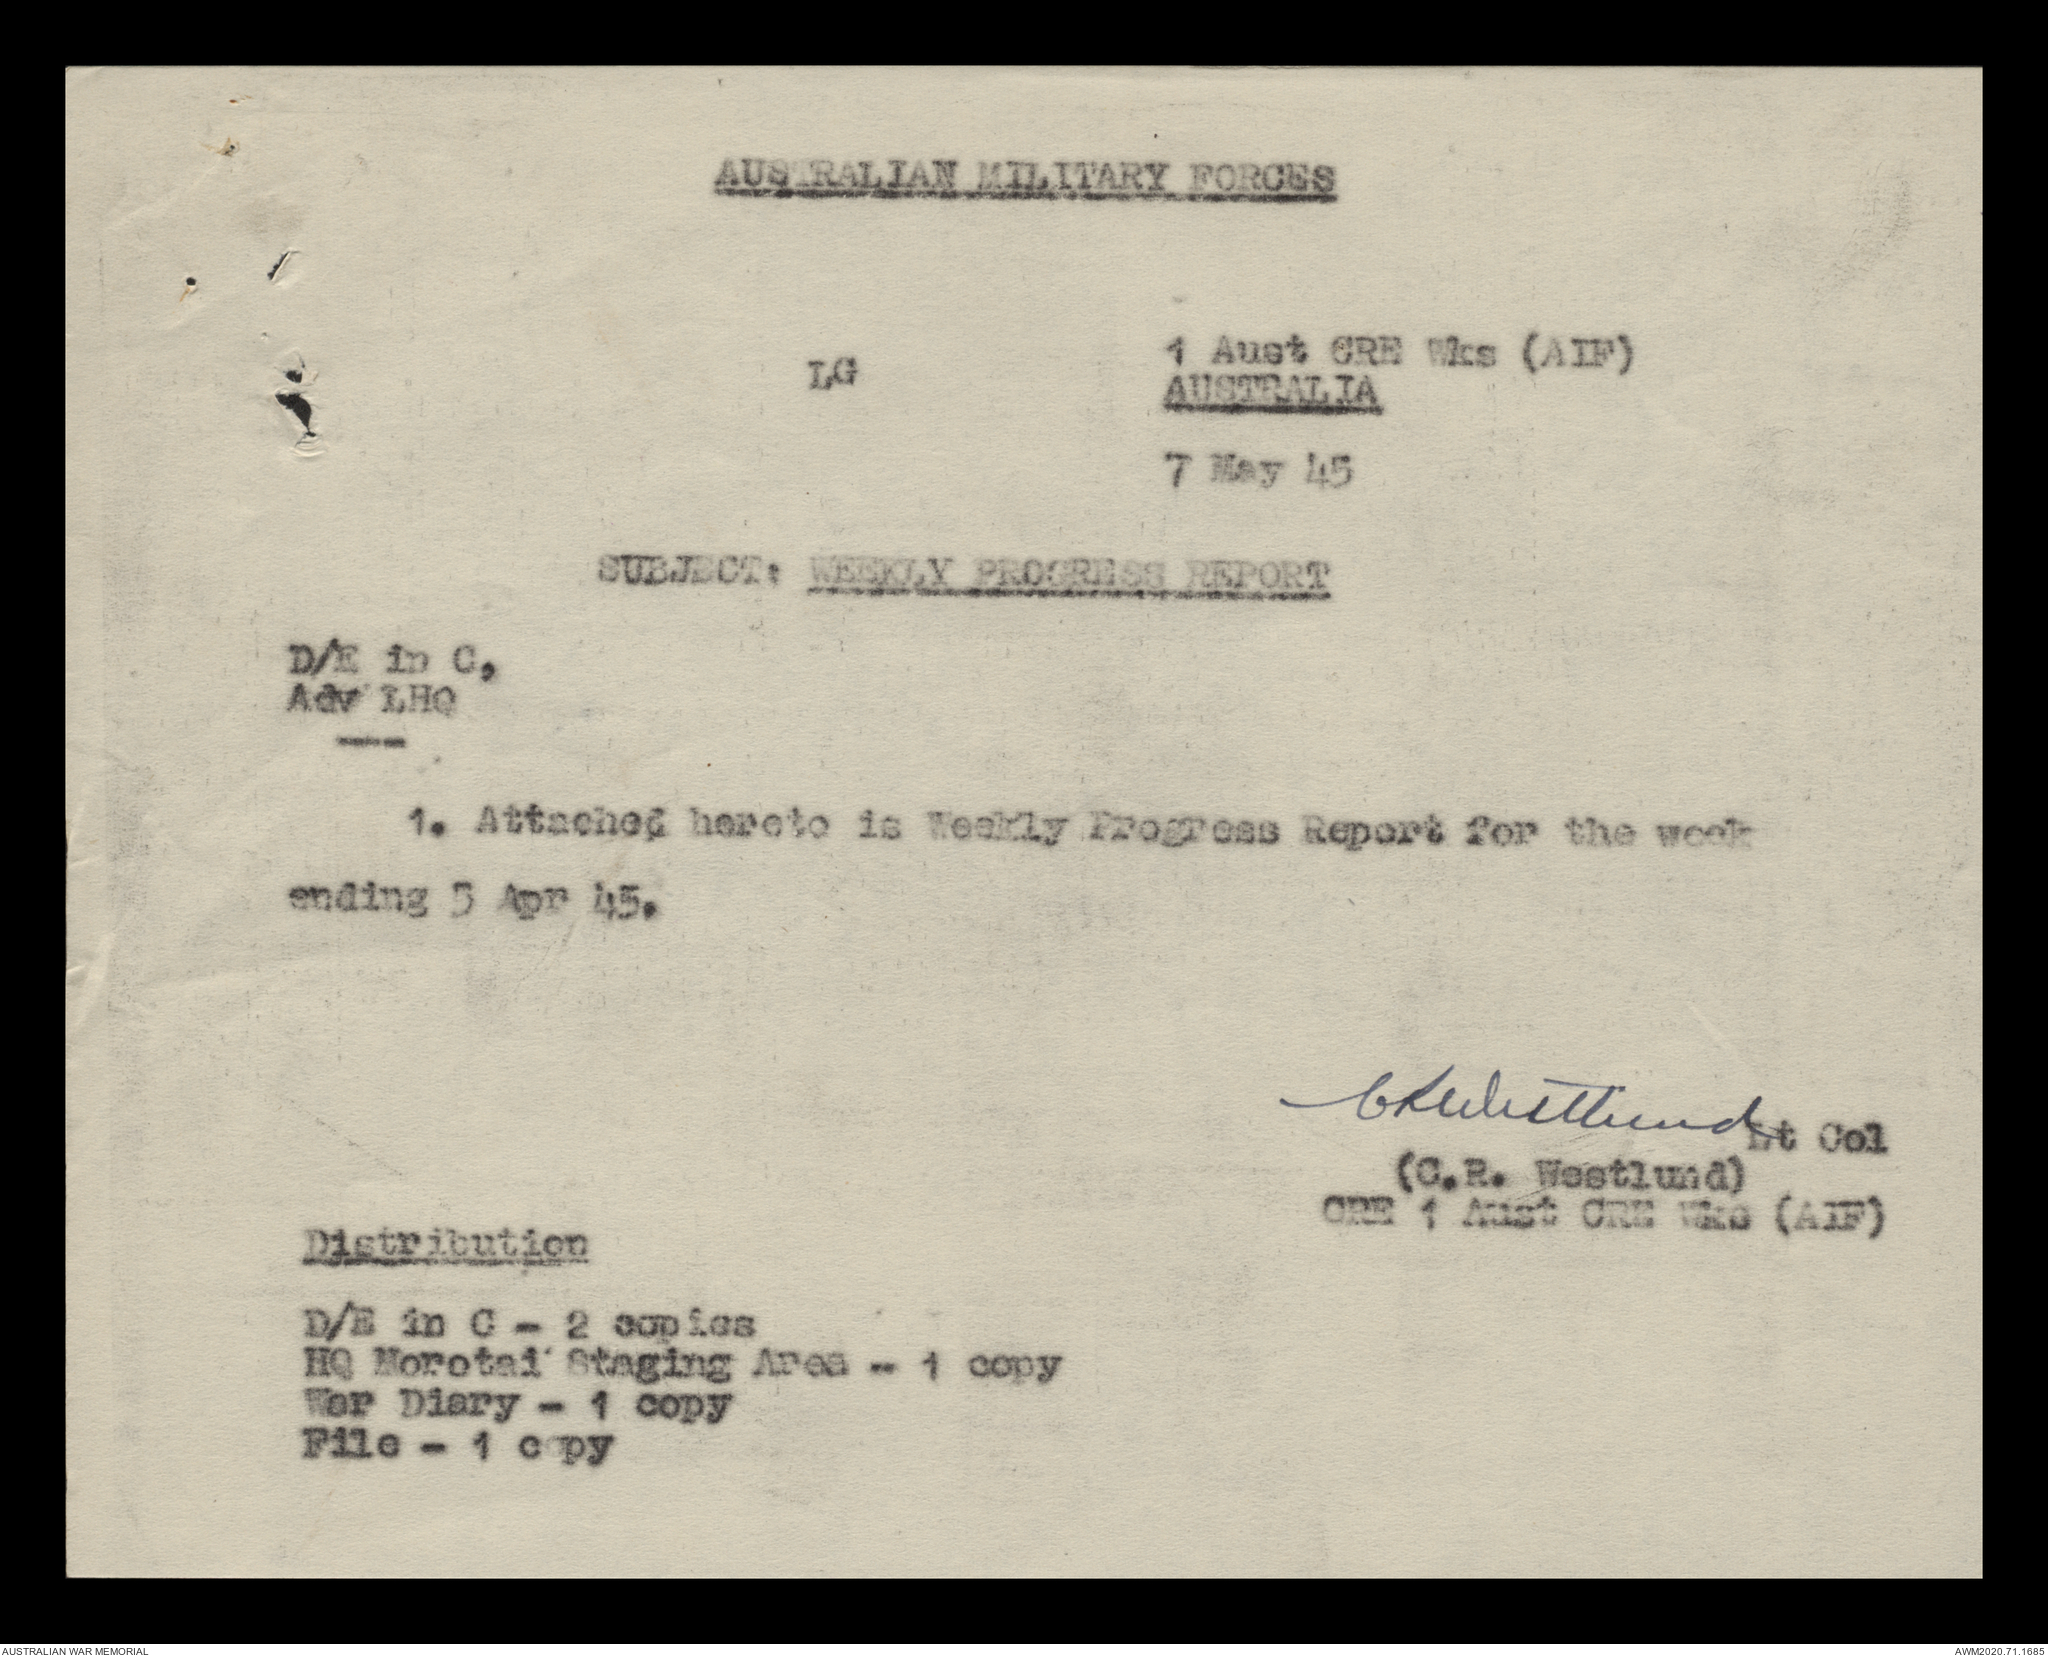 AUSTRALIAN MILITARY FORCES
LG
1 Aust CRE Wks (AIF)
AUSTRALIA
7 May 45
SUBJECT: WEEKLY PROGRESS REPORT
D/E in C,
Adv LHQ
1. Attached hereto is Weekly Progress Report for the week
ending 5 Apr 45.
CRWestlund Lt Col
(C.R. Westlund)
CRE 1 Aust CRE Wks (AIF)
Distribution
D/E in C - 2 copies
HQ Morotai Staging Area - 1 copy
War Diary - 1 copy
File - 1 copy
AUSTRALIAN WAR MEMORIAL
AWM2020.71.1685